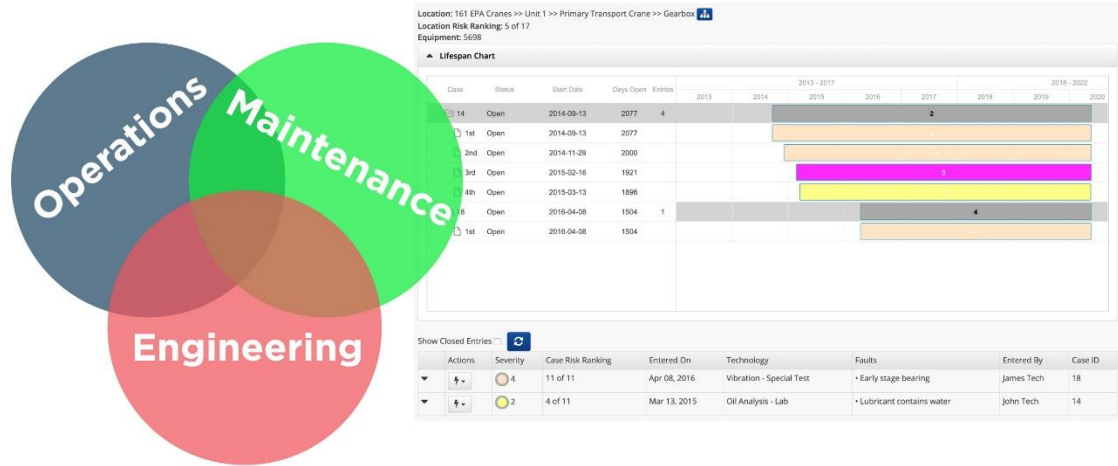 Operations
Maintenance
Engineering
Location: 161 EPA Cranes >> Unit 1 >> Primary Transport Crane >> Gearbox
Location Risk Ranking: 5 of 17
Equipment: 5698
Lifespan Chart
2013 - 2017 2018 - 2022
Case Status Start Date Days Open Entries 2013 2014 2015 2016 2017 2018 2019 2020
14 Open 2014-09-13 2077 4 2
1st Open 2014-09-13 2077
2nd Open 2014-11-29 2000
3rd Open 2015-02-16 1921 3
4th Open 2015-03-13 1896
Open 2016-04-08 1504 1 4
1st Open 2016-04-08 1504
Show Closed Entries
Actions Severity Case Risk Ranking Entered On Technology Faults Entered By Case ID
4 11 of 11 Apr 08, 2016 Vibration - Special Test • Early stage bearing James Tech 18
2 4 of 11 Mar 13, 2015 Oil Analysis - Lab • Lubricant contains water John Tech 14